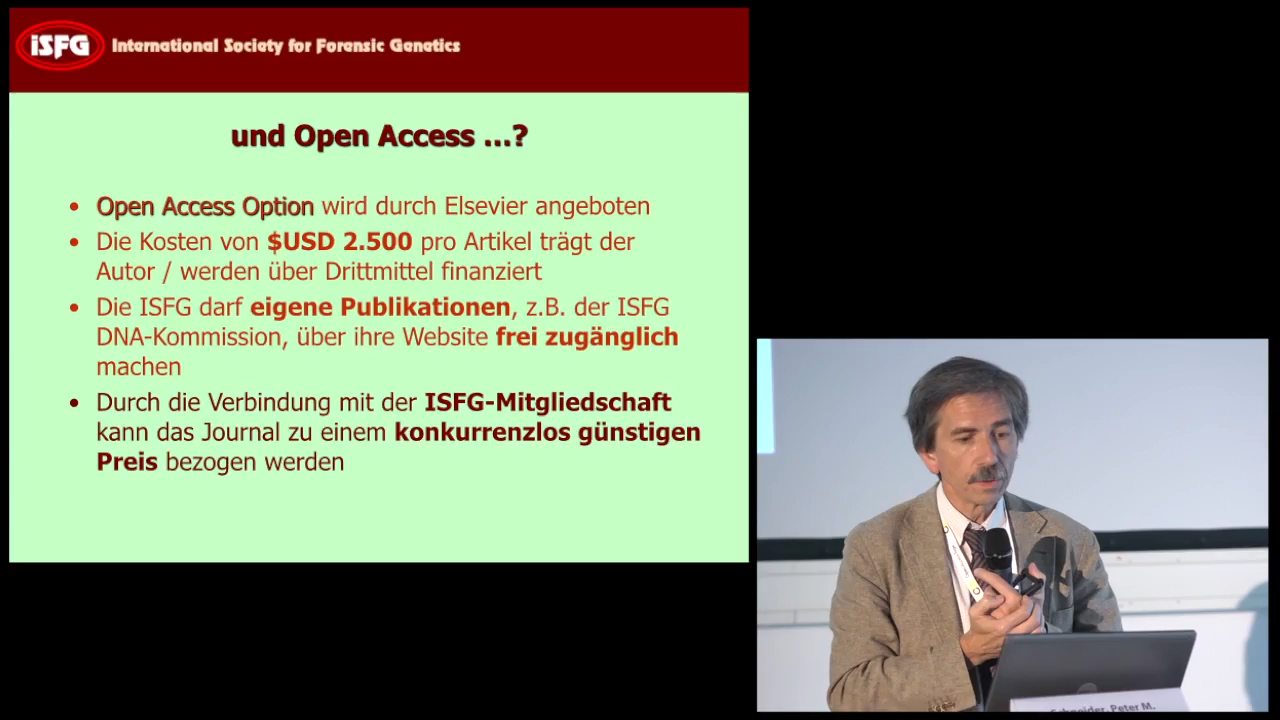 iSFG International Society for Forensic Genetics
und Open Access ...?
• Open Access Option wird durch Elsevier angeboten
• Die Kosten von $USD 2.500 pro Artikel trägt der
Autor / werden über Drittmittel finanziert
• Die ISFG darf eigene Publikationen, z.B. der ISFG
DNA-Kommission, über ihre Website frei zugänglich
machen
• Durch die Verbindung mit der ISFG-Mitgliedschaft
kann das Journal zu einem konkurrenzlos günstigen
Preis bezogen werden
Schneider, Peter M.